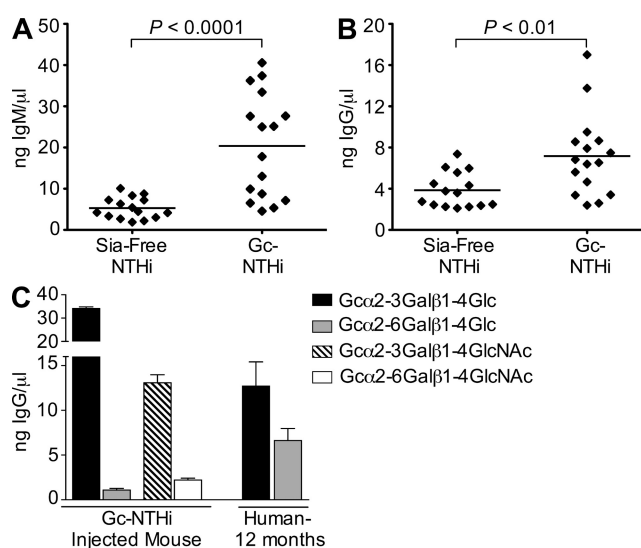 A
P < 0.0001
50
40
30
20
10
0
ng IgM/μl
Sia-Free
NTHi
Gc-
NTHi
B
P < 0.01
20
16
12
8
4
0
ng IgG/μl
Sia-Free
NTHi
Gc-
NTHi
C
40
30
20
15
10
5
0
ng IgG/μl
Gc-NTHi
Injected Mouse
Human-
12 months
Gcα2-3Galβ1-4Glc
Gcα2-6Galβ1-4Glc
Gcα2-3Galβ1-4GlcNAc
Gcα2-6Galβ1-4GlcNAc